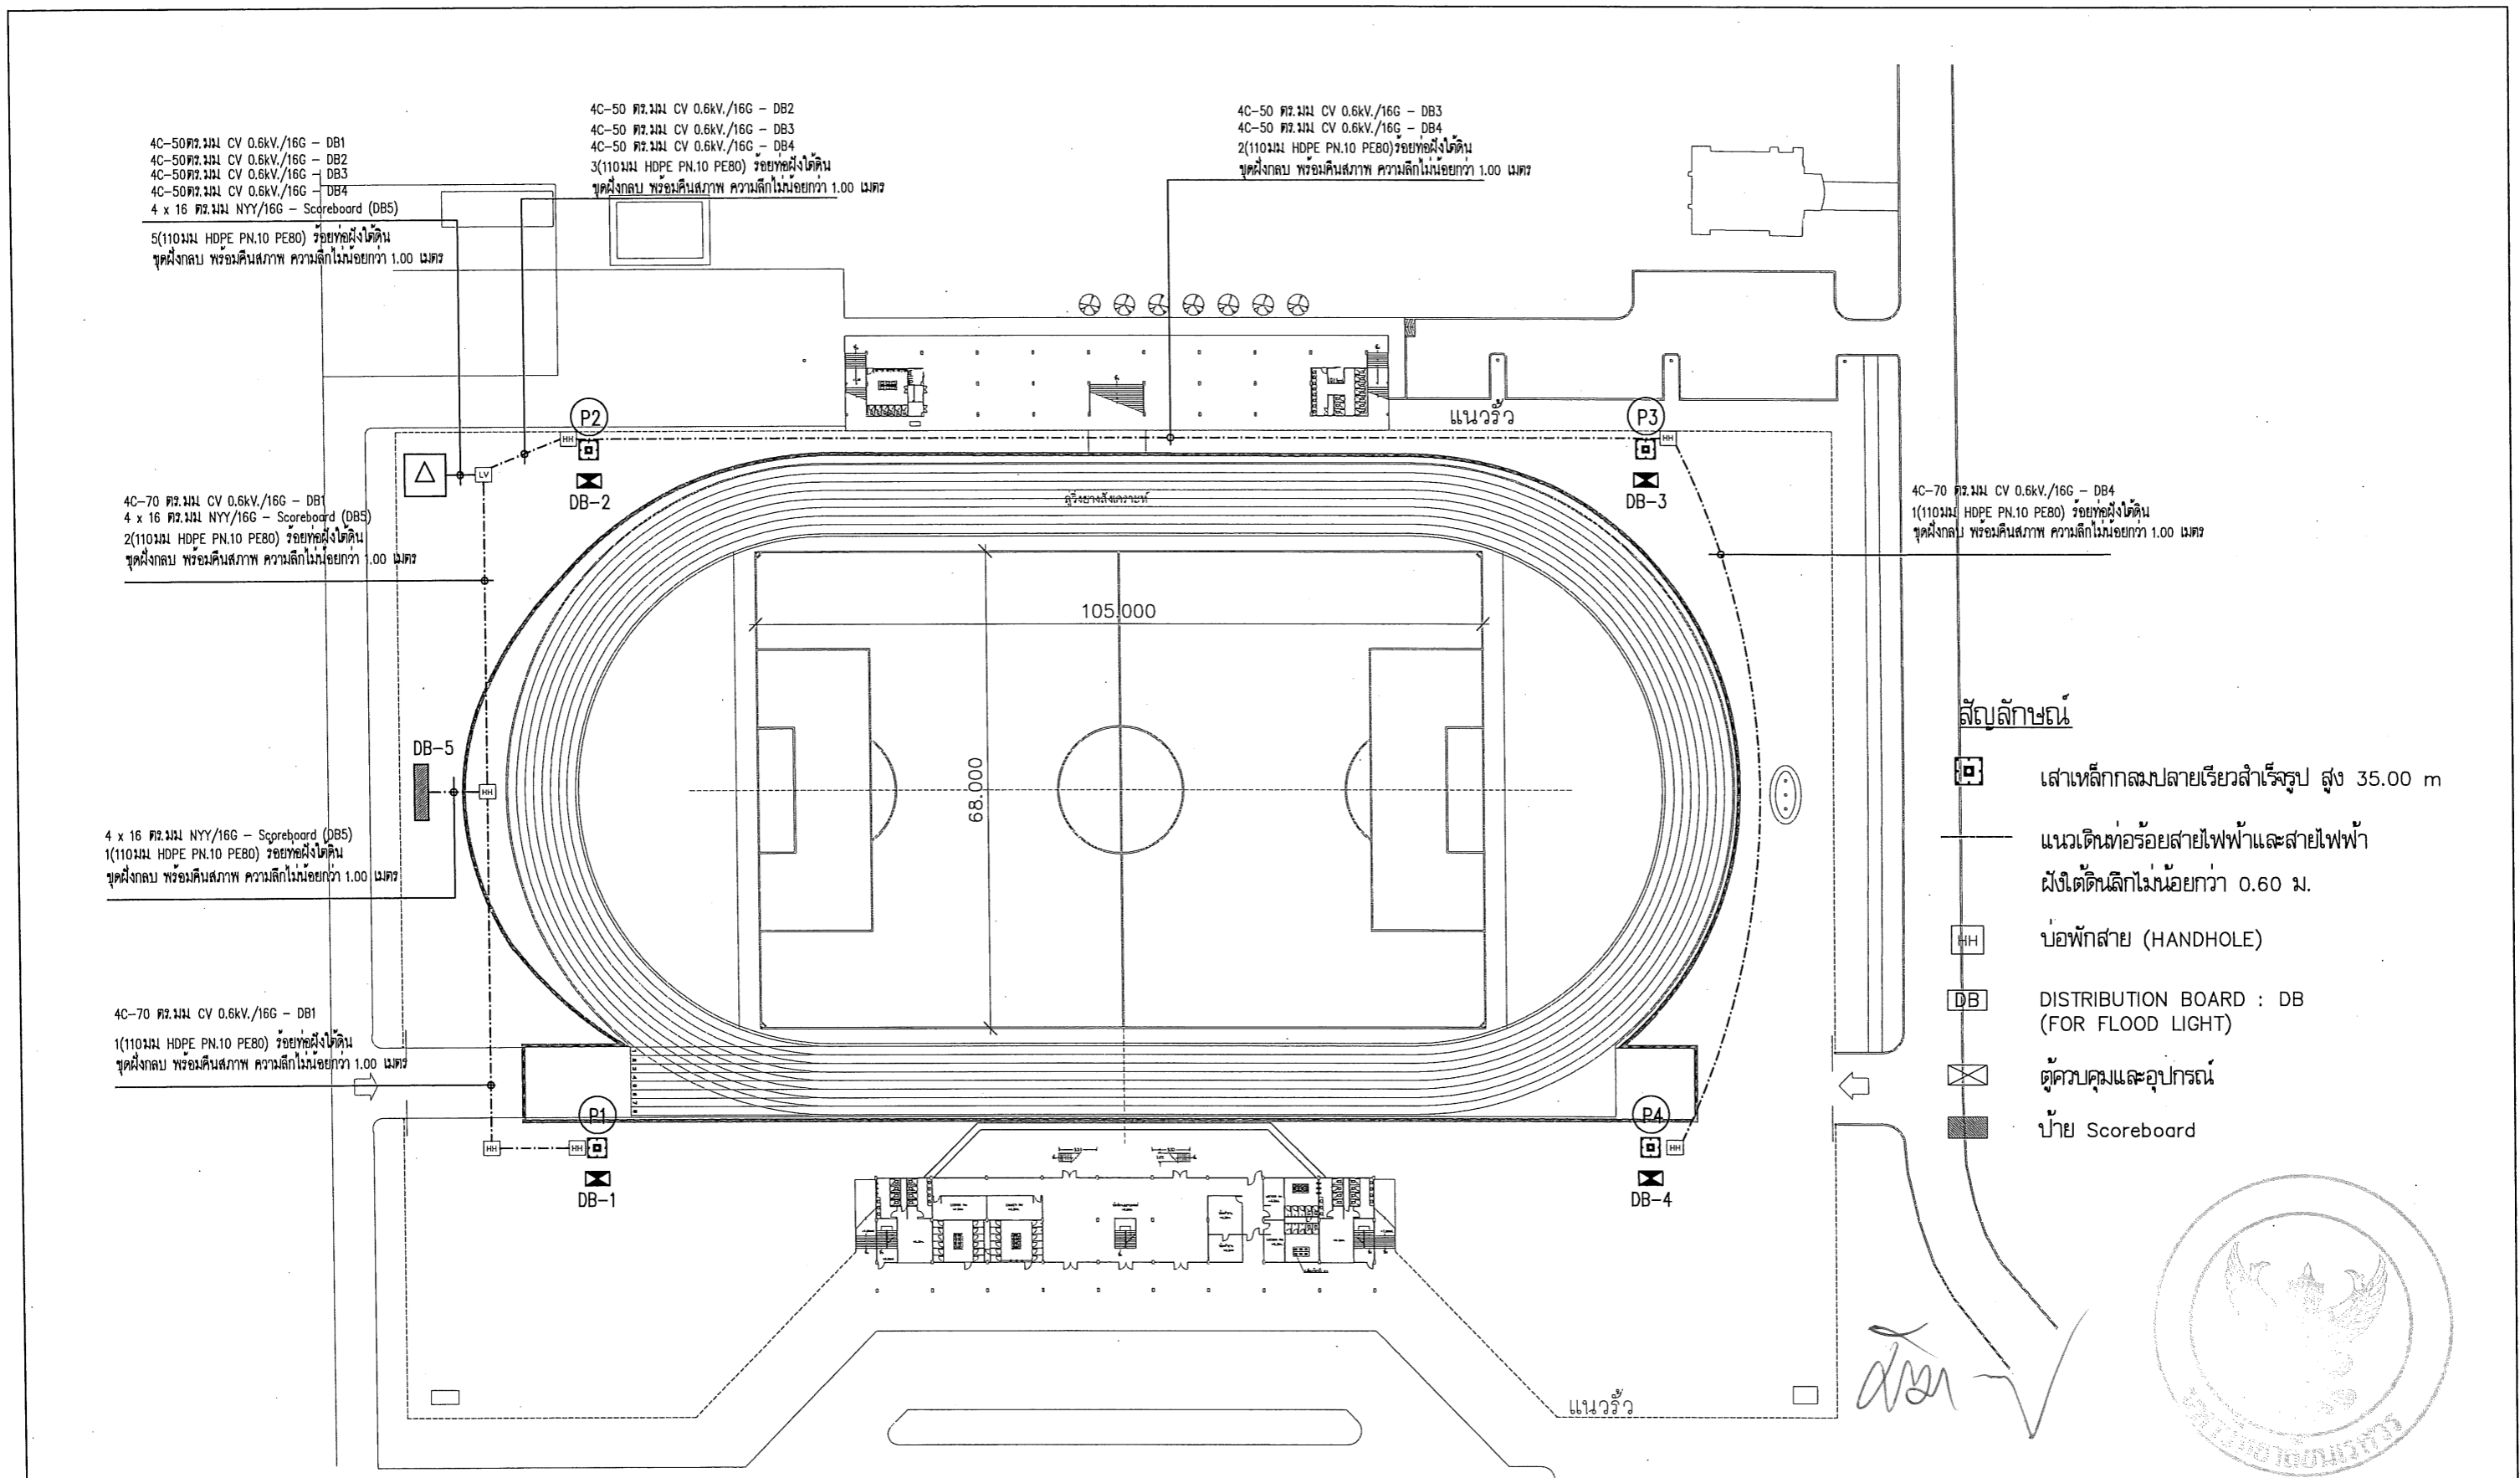 4C-50ตร.มม CV 0.6kV./16G - DB1
4C-50ตร.มม CV 0.6kV./16G - DB2
4C-50ตร.มม CV 0.6kV./16G - DB3
4C-50ตร.มม CV 0.6kV./16G - DB4
4 x 16 ตร.มม NYY/16G - Scoreboard (DB5)
5(110มม HDPE PN.10 PE80) ร้อยท่อฝังใต้ดิน
ขุดฝังกลบ พร้อมคืนสภาพ ความลึกไม่น้อยกว่า 1.00 เมตร
4C-50 ตร.มม CV 0.6kV./16G - DB2
4C-50 ตร.มม CV 0.6kV./16G - DB3
4C-50 ตร.มม CV 0.6kV./16G - DB4
3(110มม HDPE PN.10 PE80) ร้อยท่อฝังใต้ดิน
ขุดฝังกลบ พร้อมคืนสภาพ ความลึกไม่น้อยกว่า 1.00 เมตร
4C-50 ตร.มม CV 0.6kV./16G - DB3
4C-50 ตร.มม CV 0.6kV./16G - DB4
2(110มม HDPE PN.10 PE80)ร้อยท่อฝังใต้ดิน
ขุดฝังกลบ พร้อมคืนสภาพ ความลึกไม่น้อยกว่า 1.00 เมตร
P2
HH
LV
DB-2
แนวรั้ว
P3
HH
DB-3
ลู่วิ่งยางสังเคราะห์
4C-70 ตร.มม CV 0.6kV./16G - DB1
4 x 16 ตร.มม NYY/16G - Scoreboard (DB5)
2(110มม HDPE PN.10 PE80) ร้อยท่อฝังใต้ดิน
ขุดฝังกลบ พร้อมคืนสภาพ ความลึกไม่น้อยกว่า 1.00 เมตร
4C-70 ตร.มม CV 0.6kV./16G - DB4
1(110มม HDPE PN.10 PE80) ร้อยท่อฝังใต้ดิน
ขุดฝังกลบ พร้อมคืนสภาพ ความลึกไม่น้อยกว่า 1.00 เมตร
105.000
68.000
DB-5
HH
4 x 16 ตร.มม NYY/16G - Scoreboard (DB5)
1(110มม HDPE PN.10 PE80) ร้อยท่อฝังใต้ดิน
ขุดฝังกลบ พร้อมคืนสภาพ ความลึกไม่น้อยกว่า 1.00 เมตร
4C-70 ตร.มม CV 0.6kV./16G - DB1
1(110มม HDPE PN.10 PE80) ร้อยท่อฝังใต้ดิน
ขุดฝังกลบ พร้อมคืนสภาพ ความลึกไม่น้อยกว่า 1.00 เมตร
P1
HH
HH
DB-1
P4
HH
DB-4
แนวรั้ว
สัญลักษณ์
เสาเหล็กกลมปลายเรียวสำเร็จรูป สูง 35.00 m
แนวเดินท่อร้อยสายไฟฟ้าและสายไฟฟ้า
ฝังใต้ดินลึกไม่น้อยกว่า 0.60 ม.
HH บ่อพักสาย (HANDHOLE)
DB DISTRIBUTION BOARD : DB
(FOR FLOOD LIGHT)
ตู้ควบคุมและอุปกรณ์
ป้าย Scoreboard